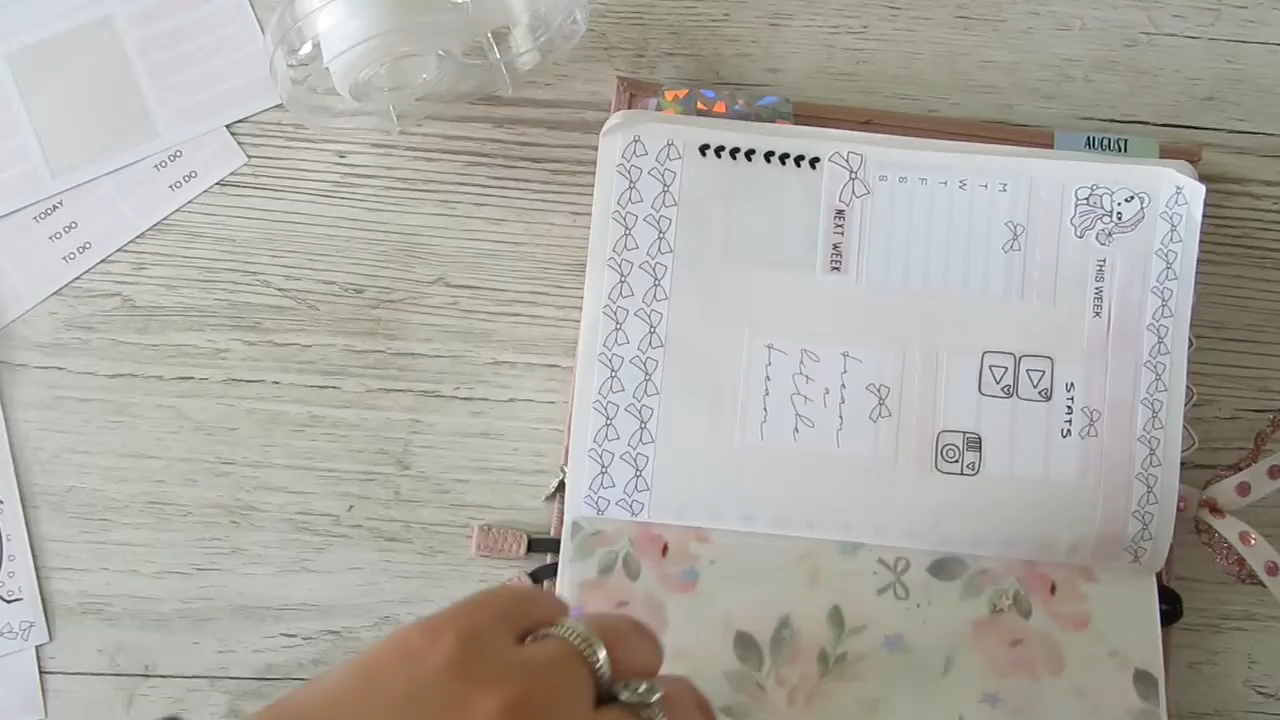 TO DO
TO DO
TODAY
TO DO
TO DO
AUGUST
THIS WEEK
M
T
W
T
F
S
S
NEXT WEEK
STATS
dream
a
little
dream